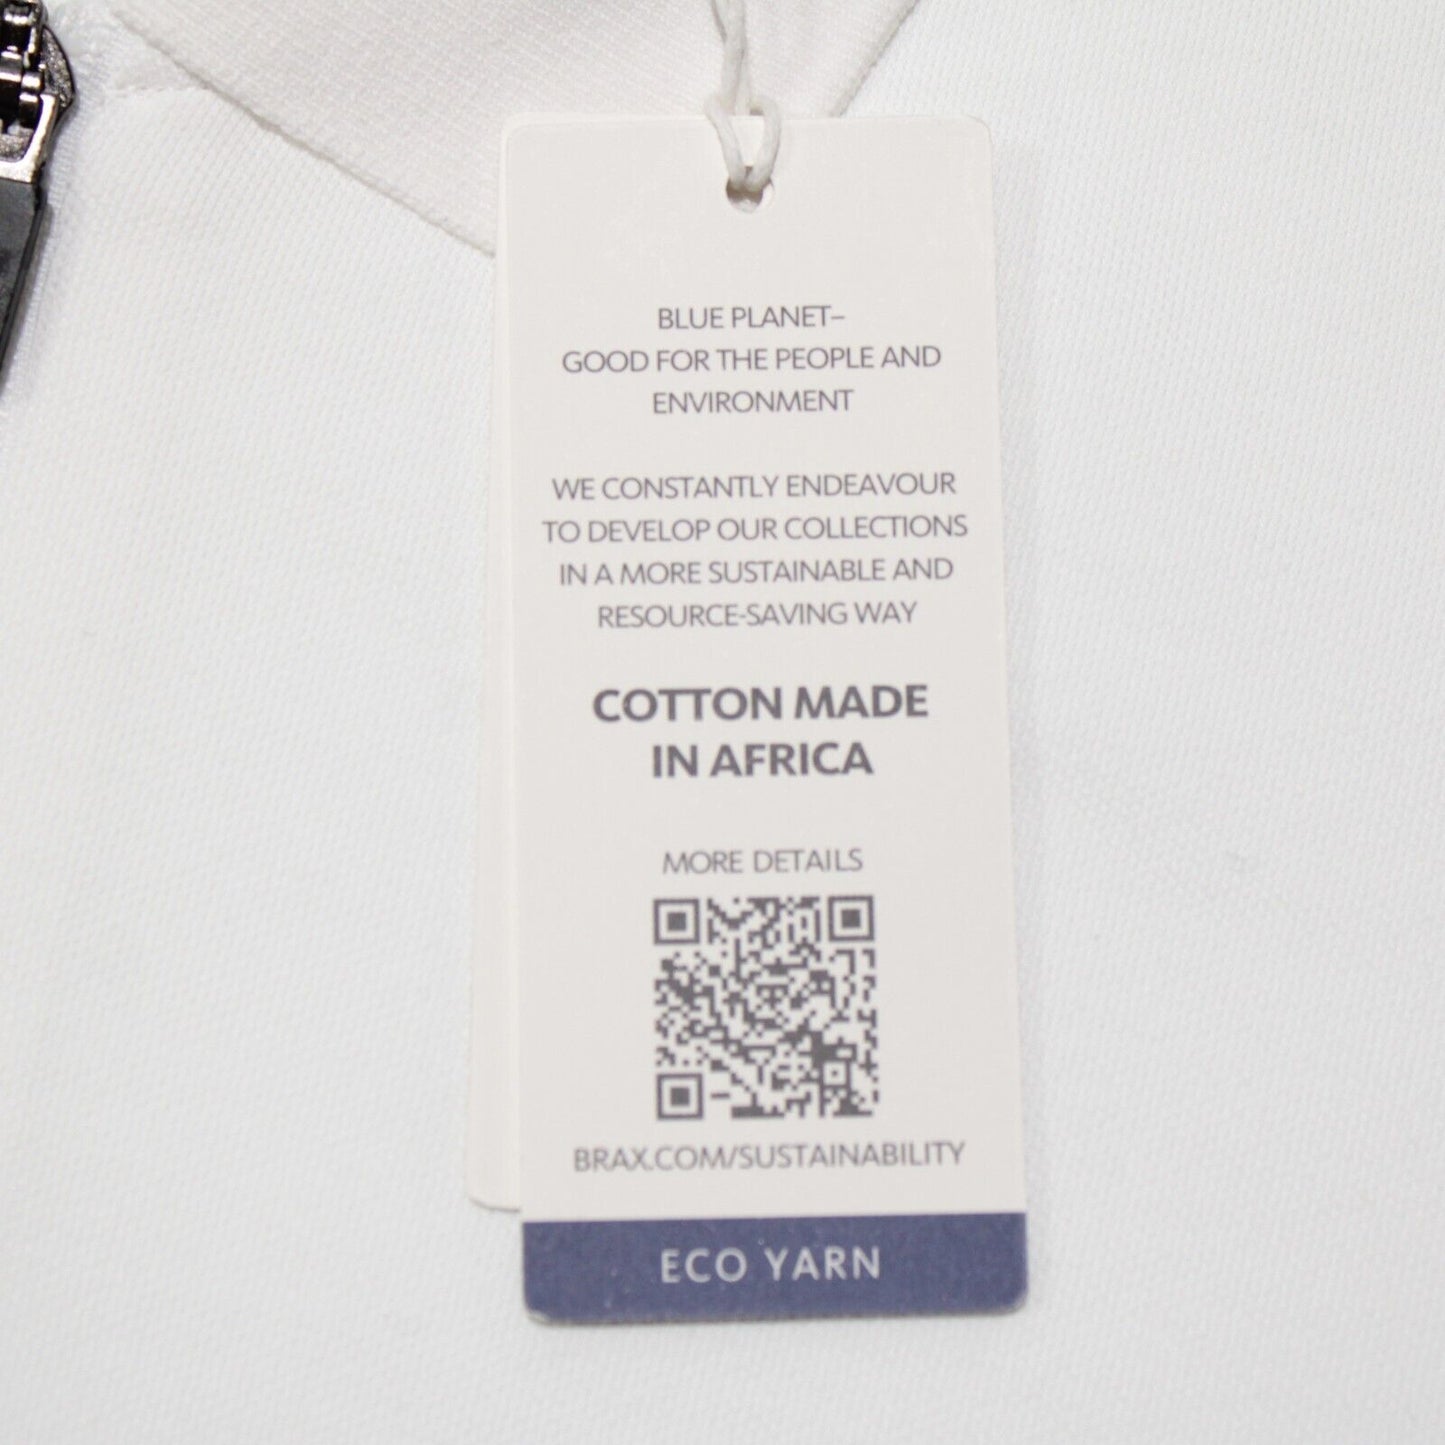 BLUE PLANET–
GOOD FOR THE PEOPLE AND
ENVIRONMENT
WE CONSTANTLY ENDEAVOUR
TO DEVELOP OUR COLLECTIONS
IN A MORE SUSTAINABLE AND
RESOURCE-SAVING WAY
COTTON MADE
IN AFRICA
MORE DETAILS
BRAX.COM/SUSTAINABILITY
ECO YARN